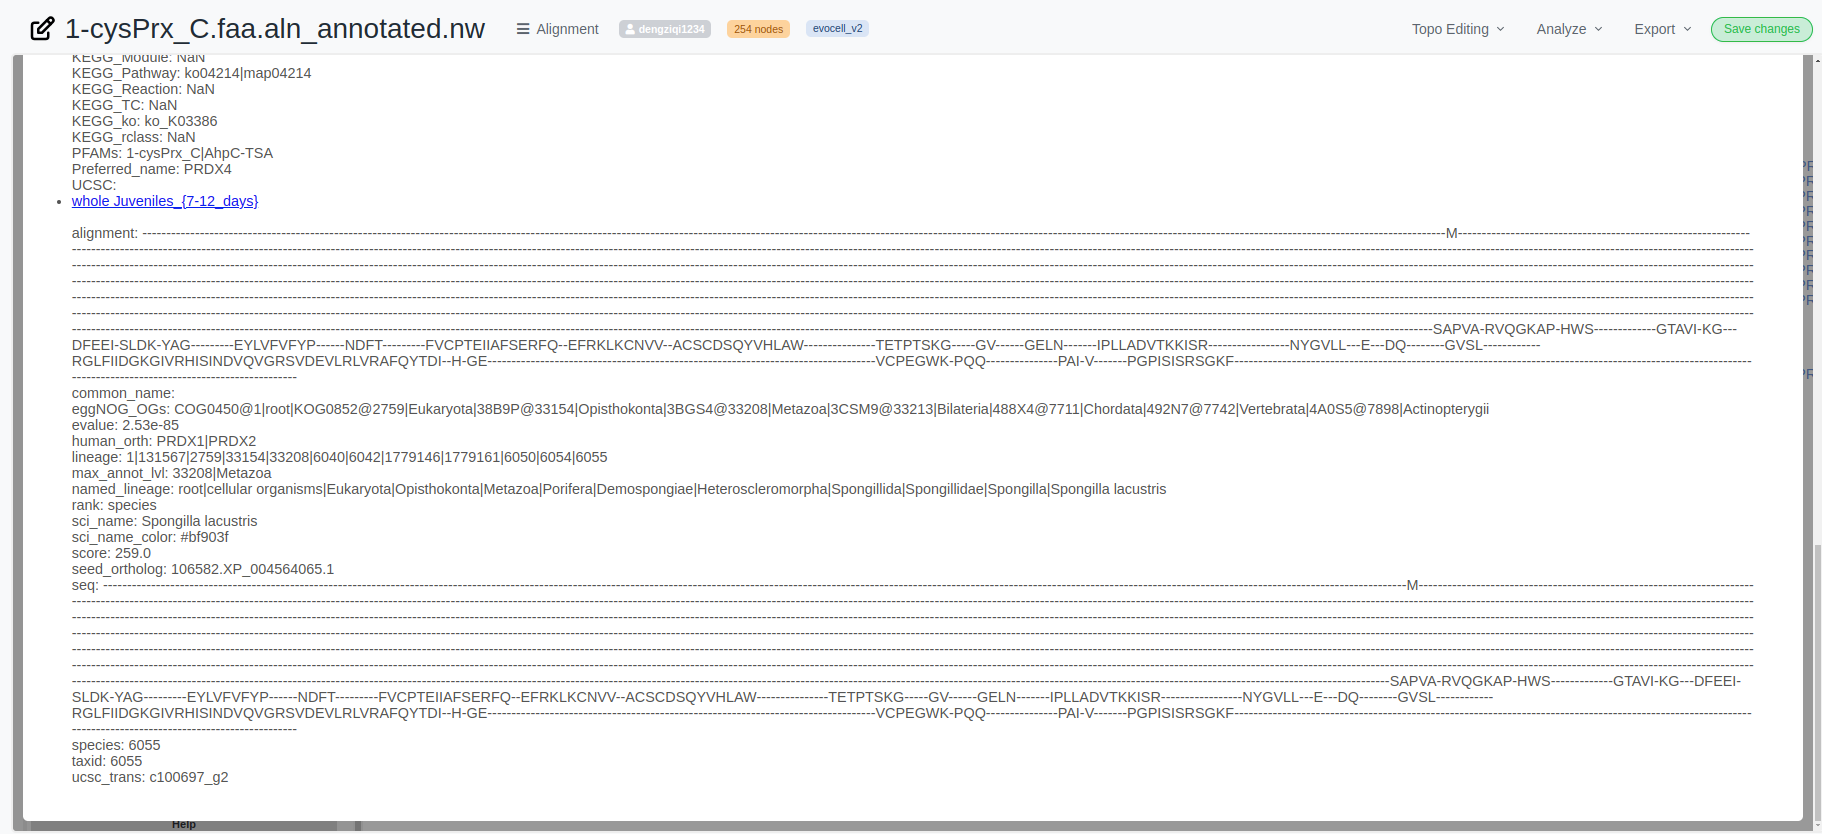 1-cysPrx_C.faa.aln_annotated.nw
Alignment
dengziqi1234
254 nodes
evocell_v2
Topo Editing
Analyze
Export
Save changes
KEGG_Module: NaN
KEGG_Pathway: ko04214|map04214
KEGG_Reaction: NaN
KEGG_TC: NaN
KEGG_ko: ko_K03386
KEGG_rclass: NaN
PFAMs: 1-cysPrx_C|AhpC-TSA
Preferred_name: PRDX4
UCSC:
whole Juveniles_{7-12_days}
alignment: ----------------------------------------M--------------------
------------------------------------------------------------
------------------------------------------------------------
------------------------------------------------------------
------------------------------------------------------------
------------------------------------------------------------
----------------------------------------SAPVA-RVQGKAP-HWS-------------GTAVI-KG---
DFEEI-SLDK-YAG---------EYLVFVFYP------NDFT---------FVCPTEIIAFSERFQ--EFRKLKCNVV--ACSCDSQYVHLAW---------------TETPTSKG-----GV------GELN-------IPLLADVTKKISR-----------------NYGVLL---E---DQ--------GVSL------------
RGLFIIDGKGIVRHISINDVQVGRSVDEVLRLVRAFQYTDI--H-GE----------------------------------------VCPEGWK-PQQ---------------PAI-V-------PGPISISRSGKF----------------------------------------
-----------------------------------------------
common_name:
eggNOG_OGs: COG0450@1|root|KOG0852@2759|Eukaryota|38B9P@33154|Opisthokonta|3BGS4@33208|Metazoa|3CSM9@33213|Bilateria|488X4@7711|Chordata|492N7@7742|Vertebrata|4A0S5@7898|Actinopterygii
evalue: 2.53e-85
human_orth: PRDX1|PRDX2
lineage: 1|131567|2759|33154|33208|6040|6042|1779146|1779161|6050|6054|6055
max_annot_lvl: 33208|Metazoa
named_lineage: root|cellular organisms|Eukaryota|Opisthokonta|Metazoa|Porifera|Demospongiae|Heteroscleromorpha|Spongillida|Spongillidae|Spongilla|Spongilla lacustris
rank: species
sci_name: Spongilla lacustris
sci_name_color: #bf903f
score: 259.0
seed_ortholog: 106582.XP_004564065.1
seq: ----------------------------------------M--------------------
------------------------------------------------------------
------------------------------------------------------------
------------------------------------------------------------
------------------------------------------------------------
------------------------------------------------------------
----------------------------------------SAPVA-RVQGKAP-HWS-------------GTAVI-KG---DFEEI-
SLDK-YAG---------EYLVFVFYP------NDFT---------FVCPTEIIAFSERFQ--EFRKLKCNVV--ACSCDSQYVHLAW---------------TETPTSKG-----GV------GELN-------IPLLADVTKKISR-----------------NYGVLL---E---DQ--------GVSL------------
RGLFIIDGKGIVRHISINDVQVGRSVDEVLRLVRAFQYTDI--H-GE----------------------------------------VCPEGWK-PQQ---------------PAI-V-------PGPISISRSGKF----------------------------------------
-----------------------------------------------
species: 6055
taxid: 6055
ucsc_trans: c100697_g2
Help